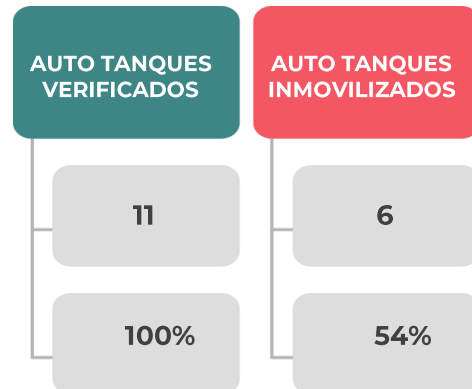 AUTO TANQUES
VERIFICADOS
11
100%
AUTO TANQUES
INMOVILIZADOS
6
54%